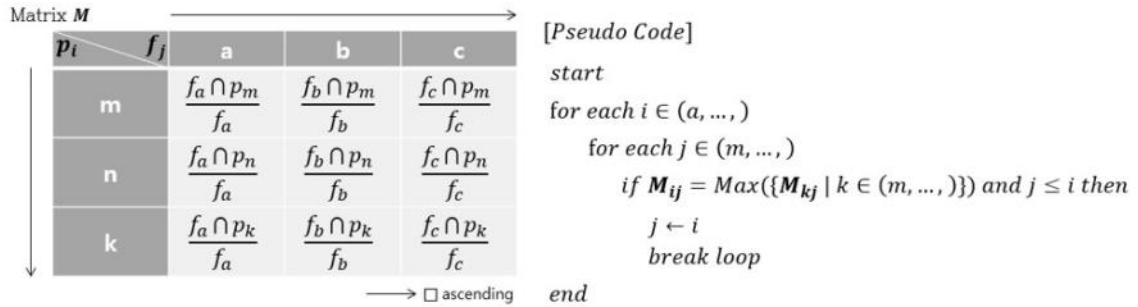 Matrix M
p_i f_j a b c
m (f_a ∩ p_m)/f_a (f_b ∩ p_m)/f_b (f_c ∩ p_m)/f_c
n (f_a ∩ p_n)/f_a (f_b ∩ p_n)/f_b (f_c ∩ p_n)/f_c
k (f_a ∩ p_k)/f_a (f_b ∩ p_k)/f_b (f_c ∩ p_k)/f_c
⟶ □ ascending
[Pseudo Code]
start
for each i ∈ (a, … ,)
for each j ∈ (m, … ,)
if M_ij = Max({M_kj | k ∈ (m, … ,)}) and j ≤ i then
j ← i
break loop
end